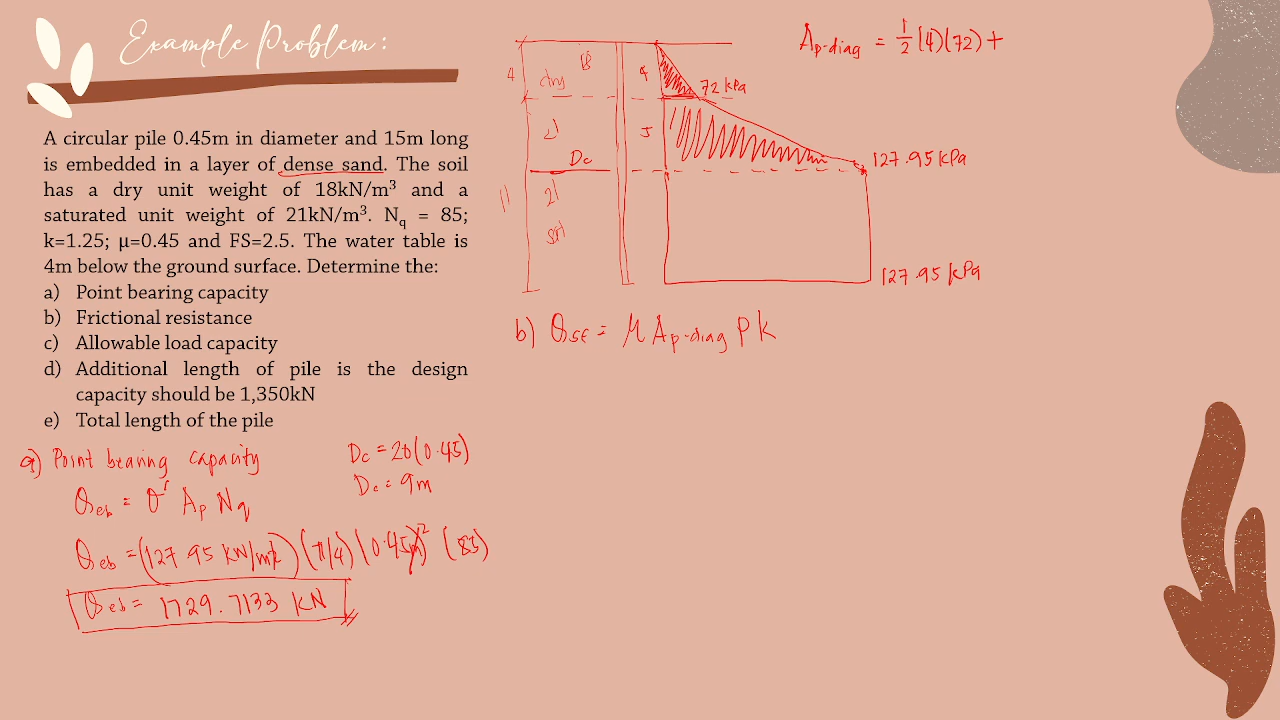 Example Problem:
A circular pile 0.45m in diameter and 15m long
is embedded in a layer of dense sand. The soil
has a dry unit weight of 18kN/m³ and a
saturated unit weight of 21kN/m³. Nq = 85;
k=1.25; μ=0.45 and FS=2.5. The water table is
4m below the ground surface. Determine the:
a) Point bearing capacity
b) Frictional resistance
c) Allowable load capacity
d) Additional length of pile is the design
capacity should be 1,350kN
e) Total length of the pile
a) Point bearing capacity
Dc = 20(0.45)
Dc = 9m
Qeb = σ' Ap Nq
Qeb = (127.95 kN/m²)(π/4)(0.45m)² (85)
Qeb = 1729.7133 kN
4
dry
18
4
72 kPa
21
5
Dc
127.95 kPa
11
21
sat
127.95 kPa
b) Qsf = μ Ap-diag P k
Ap-diag = 1/2 (4)(72) +